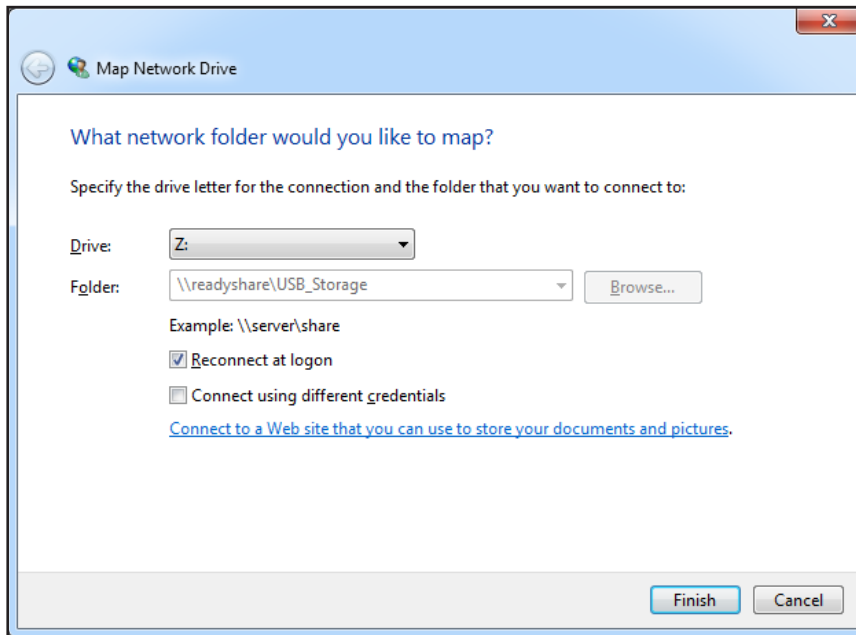 Map Network Drive
What network folder would you like to map?
Specify the drive letter for the connection and the folder that you want to connect to:
Drive: Z:
Folder: \\readyshare\USB_Storage Browse...
Example: \\server\share
Reconnect at logon
Connect using different credentials
Connect to a Web site that you can use to store your documents and pictures.
Finish Cancel